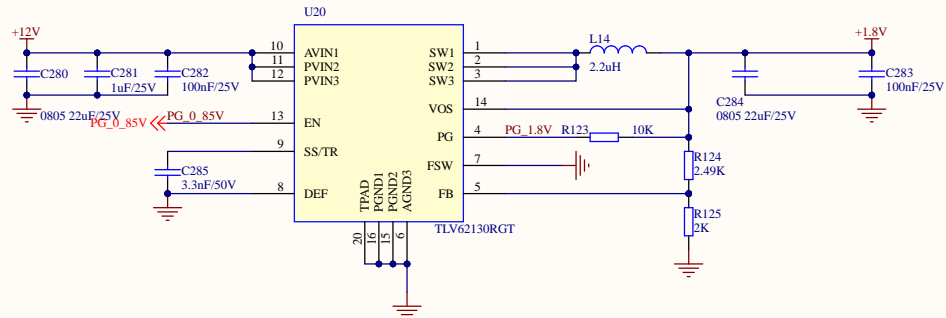 U20
+12V
+1.8V
10 AVIN1 SW1 1 L14
11 PVIN2 SW2 2
12 PVIN3 SW3 3 2.2uH
C280 C281 C282 C283
1uF/25V 100nF/25V 100nF/25V
VOS 14 C284
0805 22uF/25V 0805 22uF/25V
PG_0_85V PG_0_85V 13 EN PG 4 PG_1.8V R123 10K
9 SS/TR
FSW 7 R124
2.49K
C285
3.3nF/50V 8 DEF FB 5
TPAD PGND1 PGND2 AGND3
R125
2K
20 16 15 6
TLV62130RGT